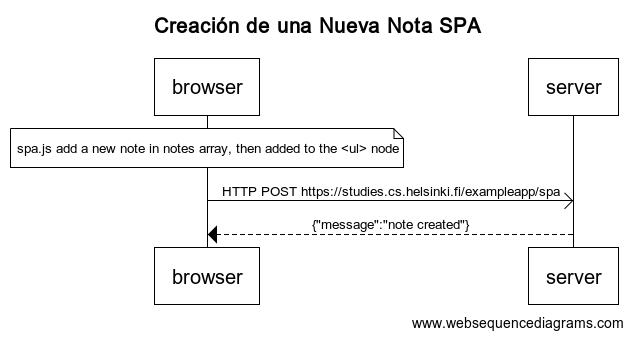 Creación de una Nueva Nota SPA
browser
server
spa.js add a new note in notes array, then added to the <ul> node
HTTP POST https://studies.cs.helsinki.fi/exampleapp/spa
{"message":"note created"}
browser
server
www.websequencediagrams.com